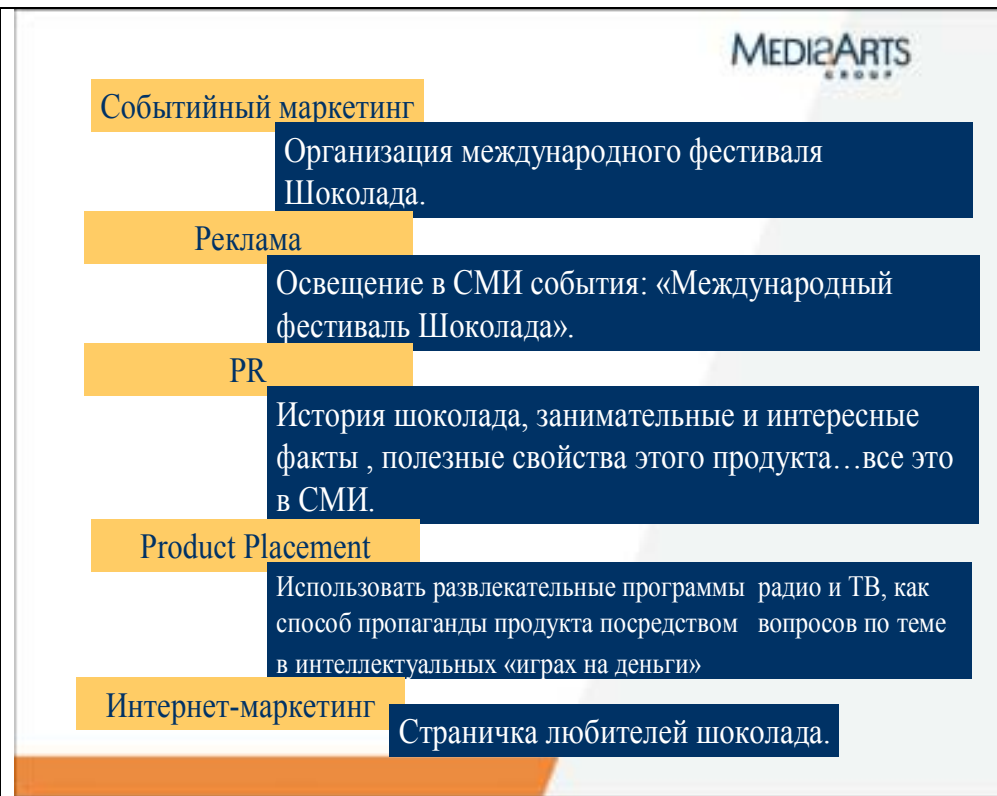 MEDIAARTS
GROUP
Событийный маркетинг
Организация международного фестиваля
Шоколада.
Реклама
Освещение в СМИ события: «Международный
фестиваль Шоколада».
PR
История шоколада, занимательные и интересные
факты , полезные свойства этого продукта…все это
в СМИ.
Product Placement
Использовать развлекательные программы радио и ТВ, как
способ пропаганды продукта посредством вопросов по теме
в интеллектуальных «играх на деньги»
Интернет-маркетинг
Страничка любителей шоколада.